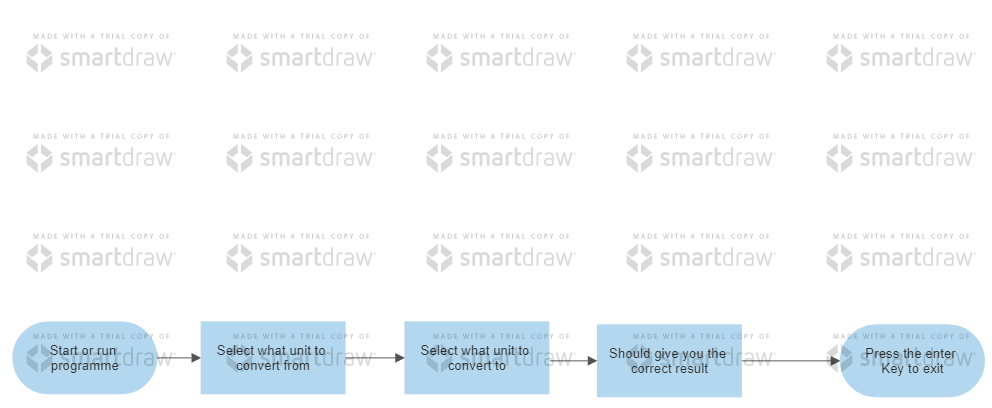 MADE WITH A TRIAL COPY OF MADE WITH A TRIAL COPY OF MADE WITH A TRIAL COPY OF MADE WITH A TRIAL COPY OF MADE WITH A TRIAL COPY OF
smartdraw smartdraw smartdraw smartdraw smartdraw
MADE WITH A TRIAL COPY OF MADE WITH A TRIAL COPY OF MADE WITH A TRIAL COPY OF MADE WITH A TRIAL COPY OF MADE WITH A TRIAL COPY OF
smartdraw smartdraw smartdraw smartdraw smartdraw
MADE WITH A TRIAL COPY OF MADE WITH A TRIAL COPY OF MADE WITH A TRIAL COPY OF MADE WITH A TRIAL COPY OF MADE WITH A TRIAL COPY OF
smartdraw smartdraw smartdraw smartdraw smartdraw
MADE WITH A TRIAL COPY OF MADE WITH A TRIAL COPY OF MADE WITH A TRIAL COPY OF MADE WITH A TRIAL COPY OF MADE WITH A TRIAL COPY OF
smartdraw smartdraw smartdraw smartdraw smartdraw
Start or run
programme
Select what unit to
convert from
Select what unit to
convert to
Should give you the
correct result
Press the enter
Key to exit